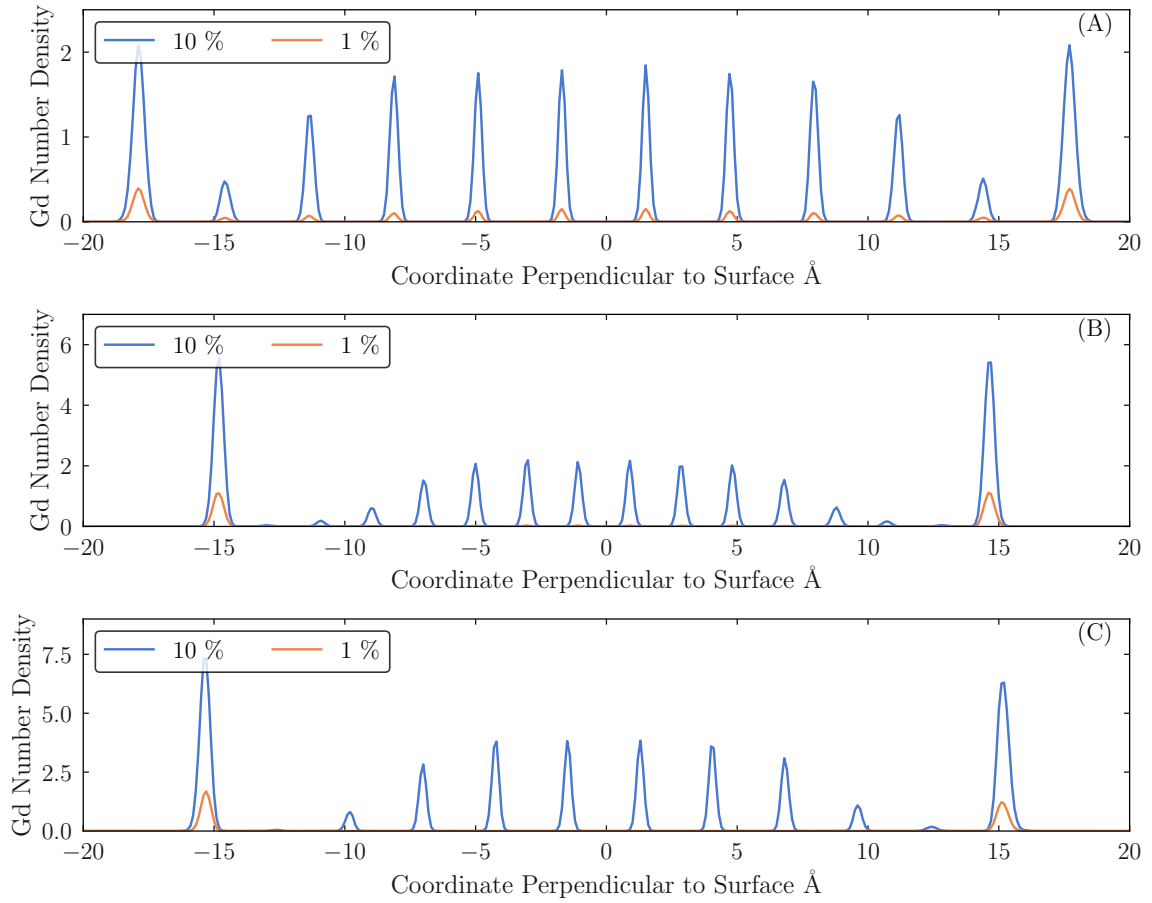 (A)
10 % 1 %
Gd Number Density
2
1
0
−20 −15 −10 −5 0 5 10 15 20
Coordinate Perpendicular to Surface Å
(B)
10 % 1 %
Gd Number Density
6
4
2
0
−20 −15 −10 −5 0 5 10 15 20
Coordinate Perpendicular to Surface Å
(C)
10 % 1 %
Gd Number Density
7.5
5.0
2.5
0.0
−20 −15 −10 −5 0 5 10 15 20
Coordinate Perpendicular to Surface Å